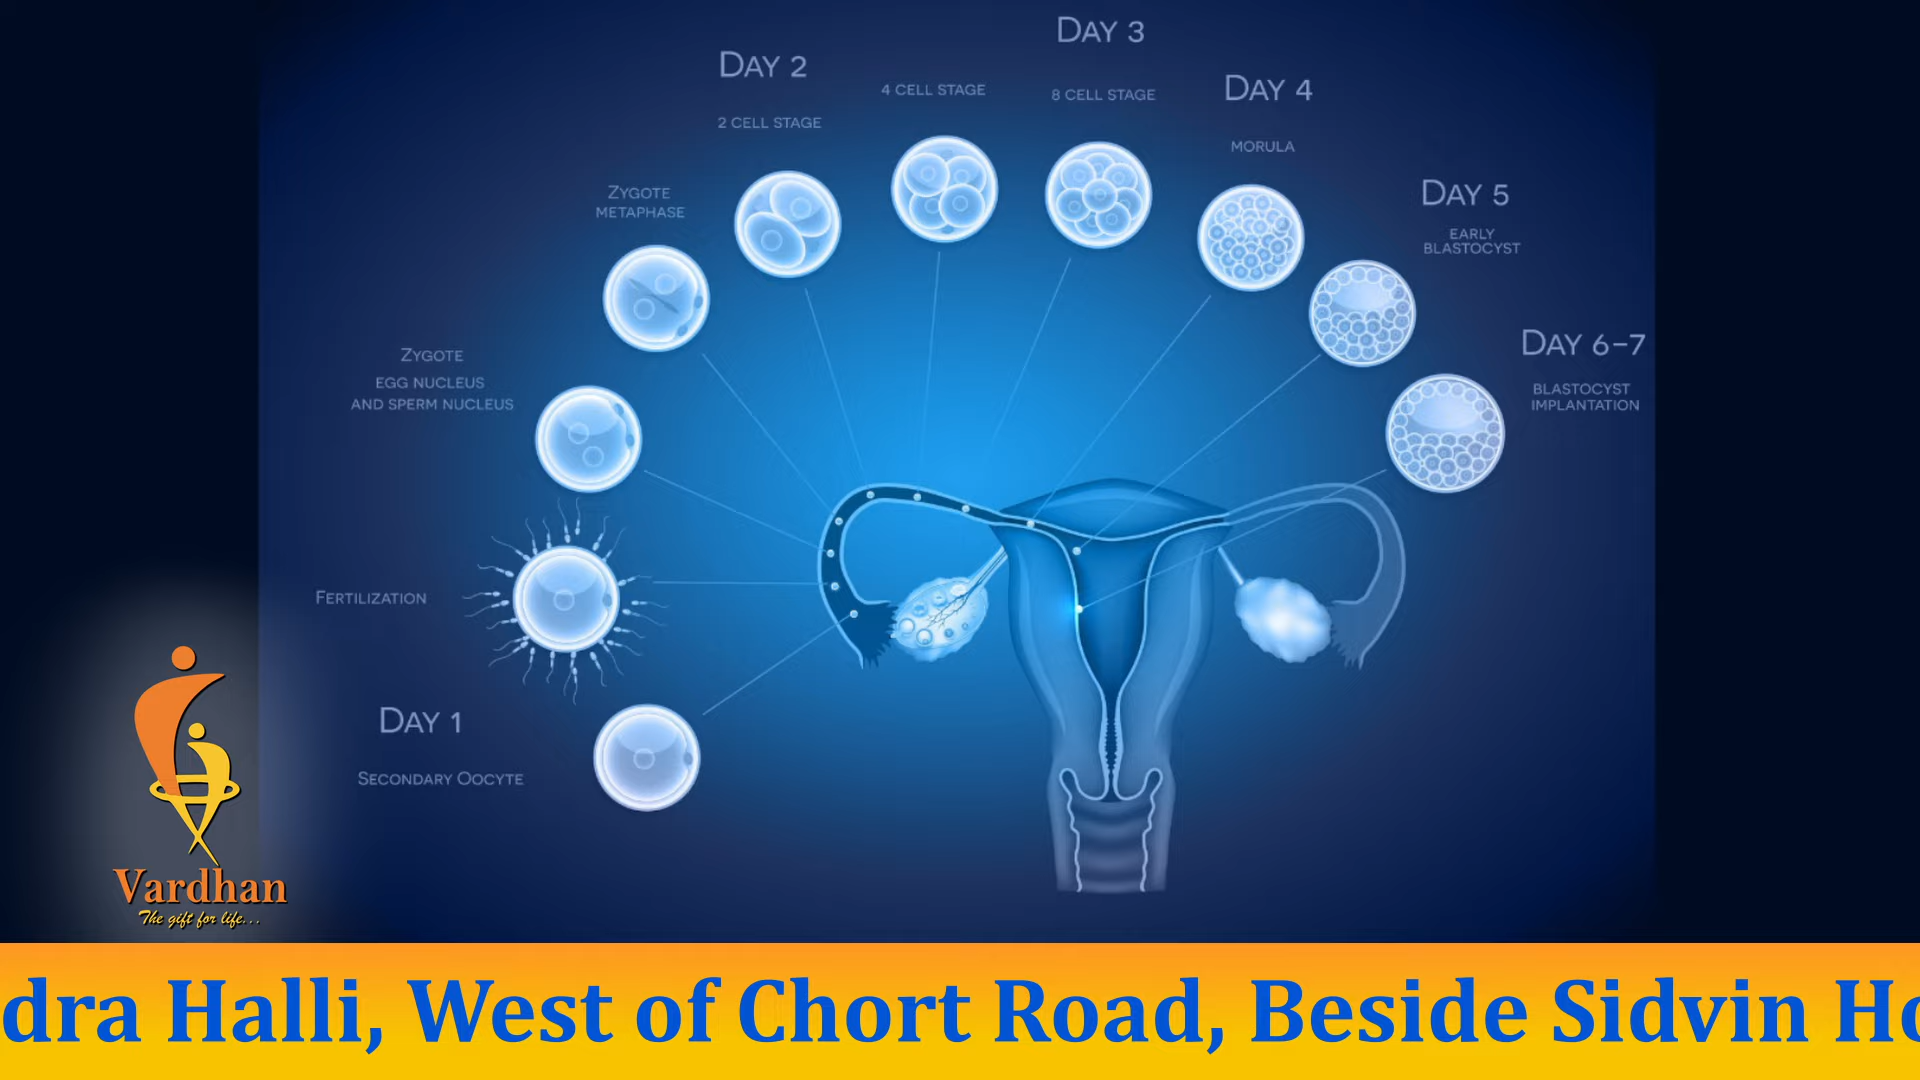 DAY 3
DAY 2
4 CELL STAGE
8 CELL STAGE
DAY 4
2 CELL STAGE
MORULA
ZYGOTE
METAPHASE
DAY 5
EARLY
BLASTOCYST
DAY 6-7
BLASTOCYST
IMPLANTATION
ZYGOTE
EGG NUCLEUS
AND SPERM NUCLEUS
FERTILIZATION
DAY 1
SECONDARY OOCYTE
Vardhan
The gift for life...
dra Halli, West of Chort Road, Beside Sidvin Ho